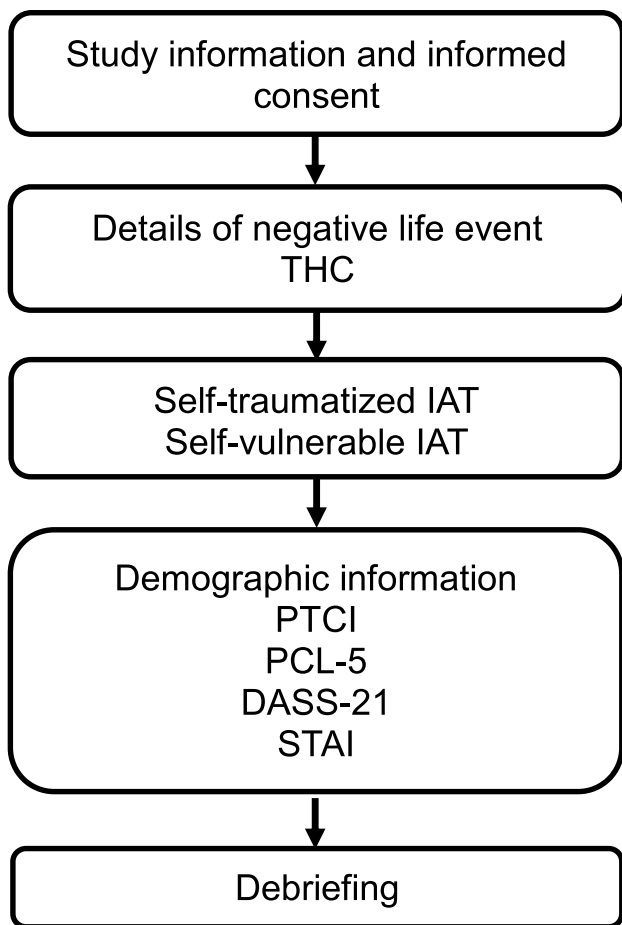 Study information and informed
consent
Details of negative life event
THC
Self-traumatized IAT
Self-vulnerable IAT
Demographic information
PTCI
PCL-5
DASS-21
STAI
Debriefing